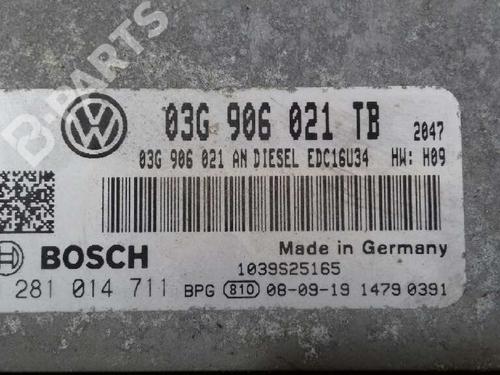 B-PARTS
03G 906 021 TB 2047
03G 906 021 AN DIESEL EDC16U34 HW: H09
BOSCH
Made in Germany
1039S25165
281 014 711 BPG 810 08-09-19 1479 0391